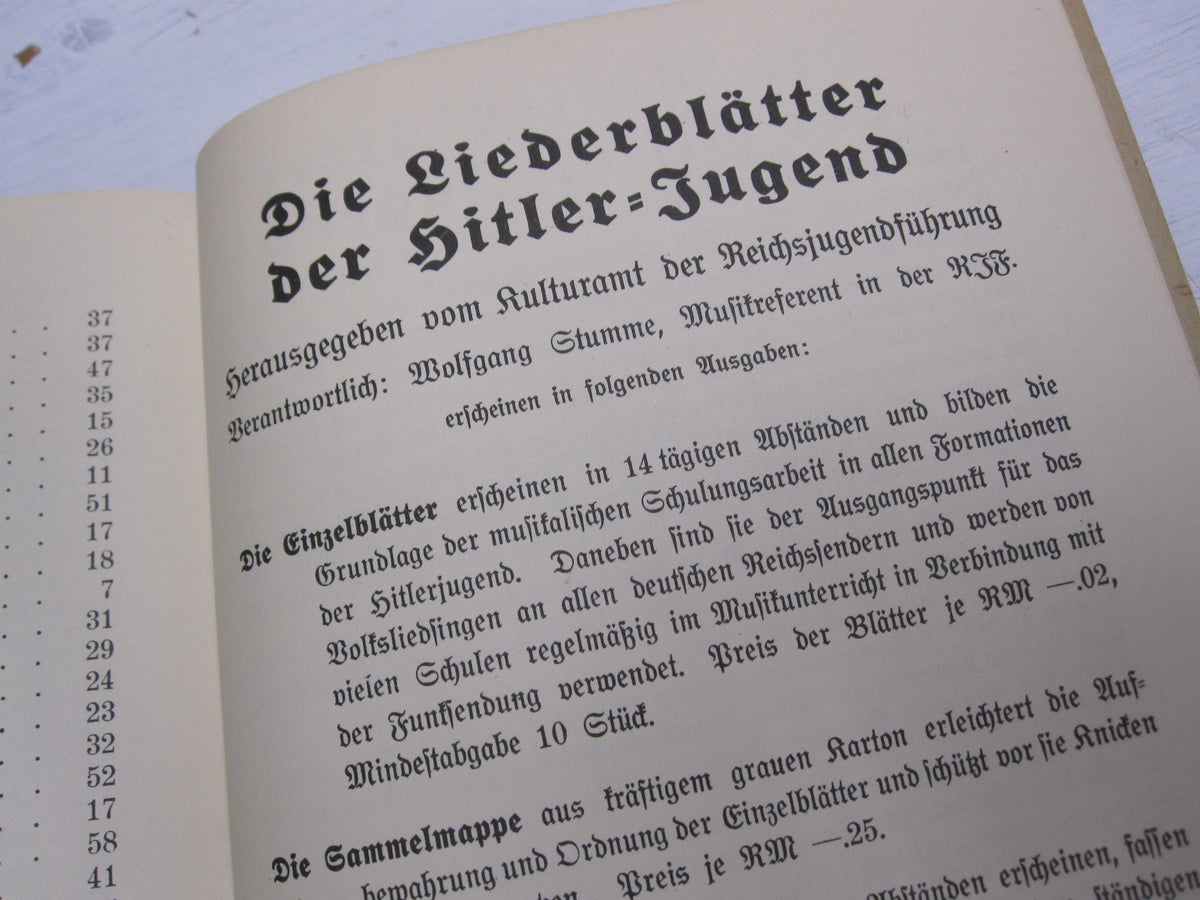 37
37
47
35
15
26
11
51
17
18
7
31
29
24
23
32
52
17
58
41
Die Liederblätter
der Hitler=Jugend
Herausgegeben vom Kulturamt der Reichsjugendführung
Verantwortlich: Wolfgang Stumme, Musikreferent in der RJF.
erscheinen in folgenden Ausgaben:
Die Einzelblätter erscheinen in 14 tägigen Abständen und bilden die
Grundlage der musikalischen Schulungsarbeit in allen Formationen
der Hitlerjugend. Daneben sind sie der Ausgangspunkt für das
Volksliedsingen an allen deutschen Reichssendern und werden von
vielen Schulen regelmäßig im Musikunterricht in Verbindung mit
der Funksendung verwendet. Preis der Blätter je RM —.02,
Mindestabgabe 10 Stück.
Die Sammelmappe aus kräftigem grauen Karton erleichtert die Auf=
bewahrung und Ordnung der Einzelblätter und schützt vor sie Knicken
Preis je RM —.25.
Abständen erscheinen, fassen
ständigen